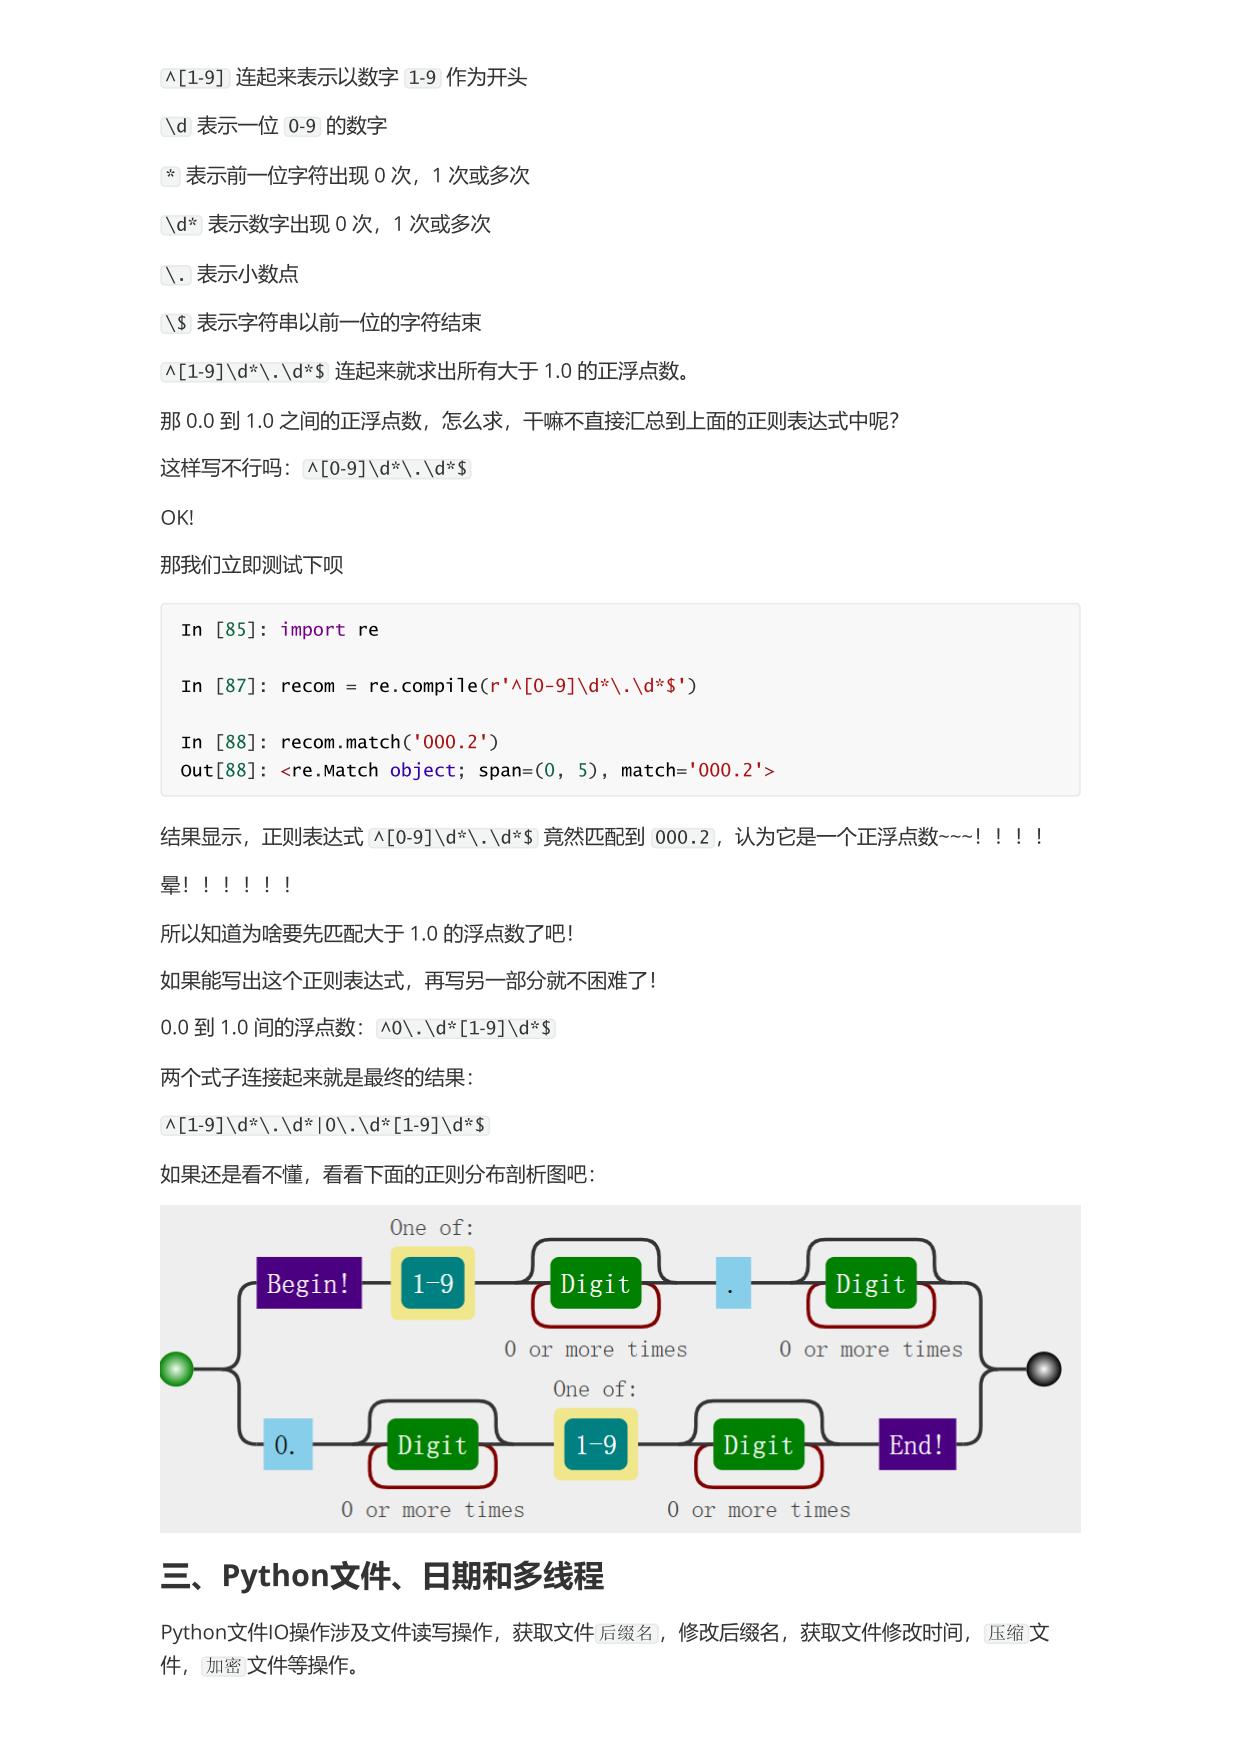 ^[1-9] 连起来表示以数字 1-9 作为开头
\d 表示一位 0-9 的数字
* 表示前一位字符出现 0 次，1 次或多次
\d* 表示数字出现 0 次，1 次或多次
\. 表示小数点
\$ 表示字符串以前一位的字符结束
^[1-9]\d*\.\d*$ 连起来就求出所有大于 1.0 的正浮点数。
那 0.0 到 1.0 之间的正浮点数，怎么求，干嘛不直接汇总到上面的正则表达式中呢？
这样写不行吗：^[0-9]\d*\.\d*$
OK!
那我们立即测试下呗
In [85]: import re
In [87]: recom = re.compile(r'^[0-9]\d*\.\d*$')
In [88]: recom.match('000.2')
Out[88]: <re.Match object; span=(0, 5), match='000.2'>
结果显示，正则表达式 ^[0-9]\d*\.\d*$ 竟然匹配到 000.2，认为它是一个正浮点数~~~！！！！
晕！！！！！！
所以知道为啥要先匹配大于 1.0 的浮点数了吧！
如果能写出这个正则表达式，再写另一部分就不困难了！
0.0 到 1.0 间的浮点数：^0\.\d*[1-9]\d*$
两个式子连接起来就是最终的结果：
^[1-9]\d*\.\d*|0\.\d*[1-9]\d*$
如果还是看不懂，看看下面的正则分布剖析图吧：
One of:
Begin! 1-9 Digit . Digit
0 or more times 0 or more times
One of:
0. Digit 1-9 Digit End!
0 or more times 0 or more times
三、Python文件、日期和多线程
Python文件IO操作涉及文件读写操作，获取文件 后缀名，修改后缀名，获取文件修改时间， 压缩 文
件， 加密 文件等操作。